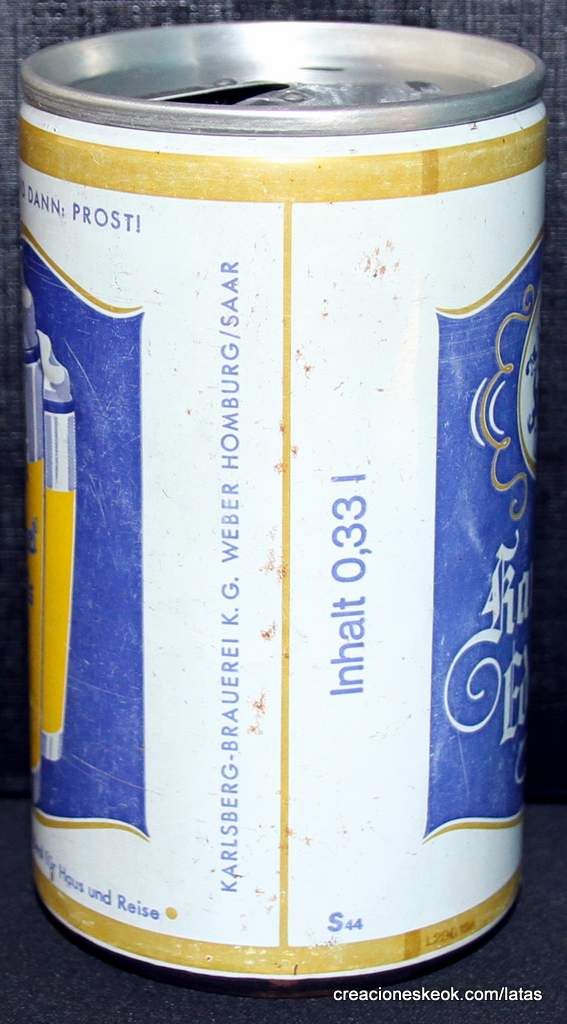 DANN: PROST!
KARLSBERG-BRAUEREI K.G. WEBER HOMBURG/SAAR
Inhalt 0,33 l
für Haus und Reise
S44
creacioneskeok.com/latas